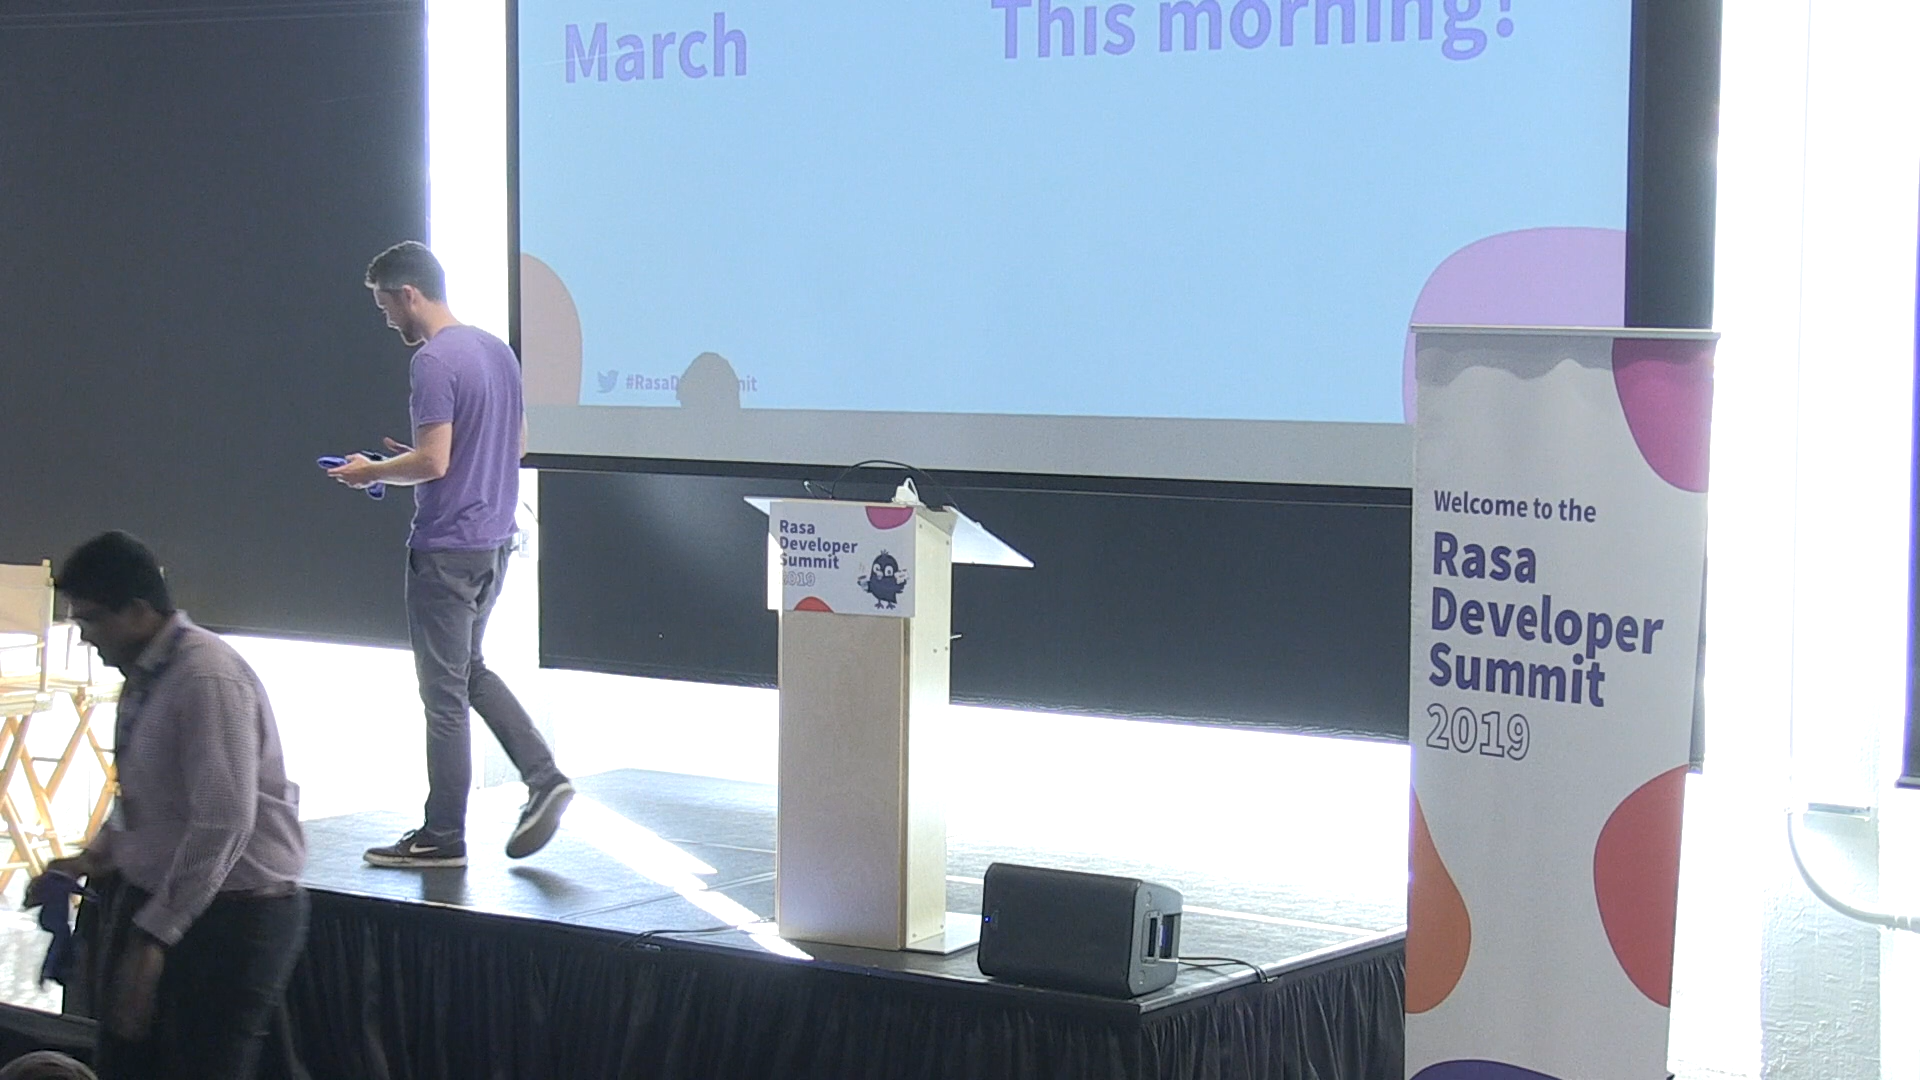 March
This morning!
Rasa
Developer
Summit
2019
Welcome to the
Rasa
Developer
Summit
2019